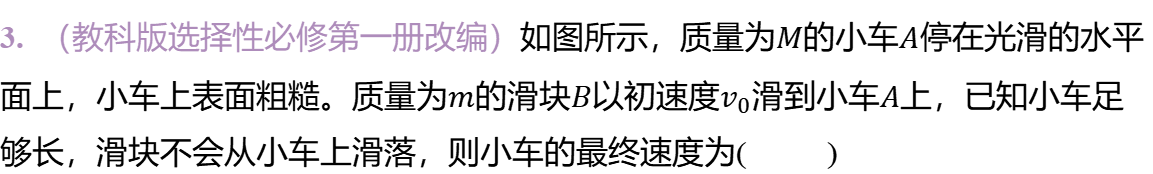 3. （教科版选择性必修第一册改编）如图所示，质量为M的小车A停在光滑的水平
面上，小车上表面粗糙。质量为m的滑块B以初速度v₀滑到小车A上，已知小车足
够长，滑块不会从小车上滑落，则小车的最终速度为(　　)